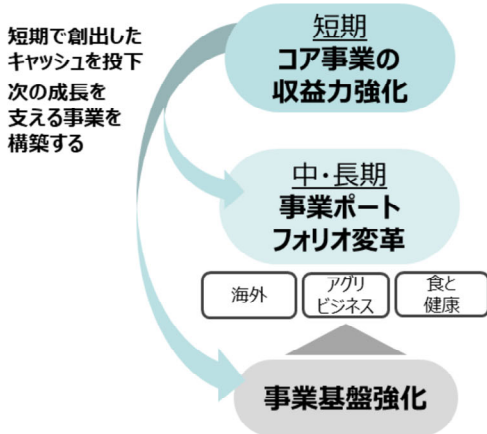 短期で創出した
キャッシュを投下
次の成長を
支える事業を
構築する
短期
コア事業の
収益力強化
中・長期
事業ポート
フォリオ変革
海外
アグリ
ビジネス
食と
健康
事業基盤強化